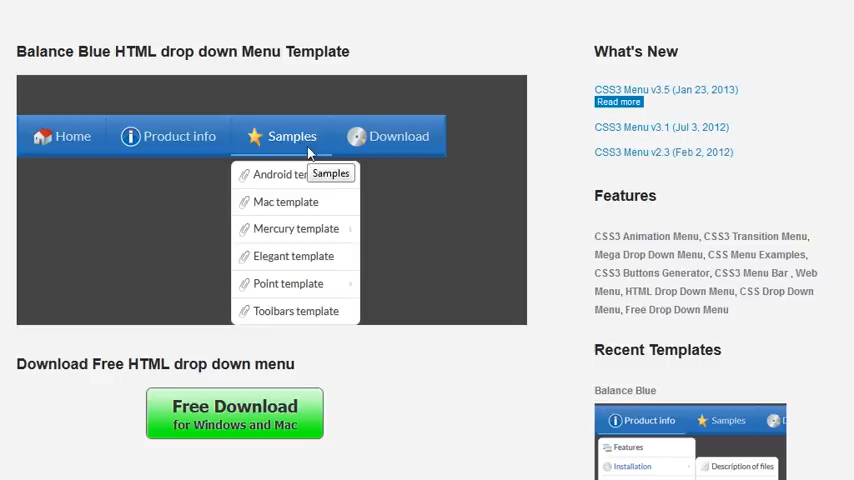 Balance Blue HTML drop down Menu Template
Home
Product info
Samples
Download
Android tem
Samples
Mac template
Mercury template
Elegant template
Point template
Toolbars template
Download Free HTML drop down menu
Free Download
for Windows and Mac
What's New
CSS3 Menu v3.5 (Jan 23, 2013)
Read more
CSS3 Menu v3.1 (Jul 3, 2012)
CSS3 Menu v2.3 (Feb 2, 2012)
Features
CSS3 Animation Menu, CSS3 Transition Menu,
Mega Drop Down Menu, CSS Menu Examples,
CSS3 Buttons Generator, CSS3 Menu Bar , Web
Menu, HTML Drop Down Menu, CSS Drop Down
Menu, Free Drop Down Menu
Recent Templates
Balance Blue
Product info
Samples
D
Features
Installation
Description of files